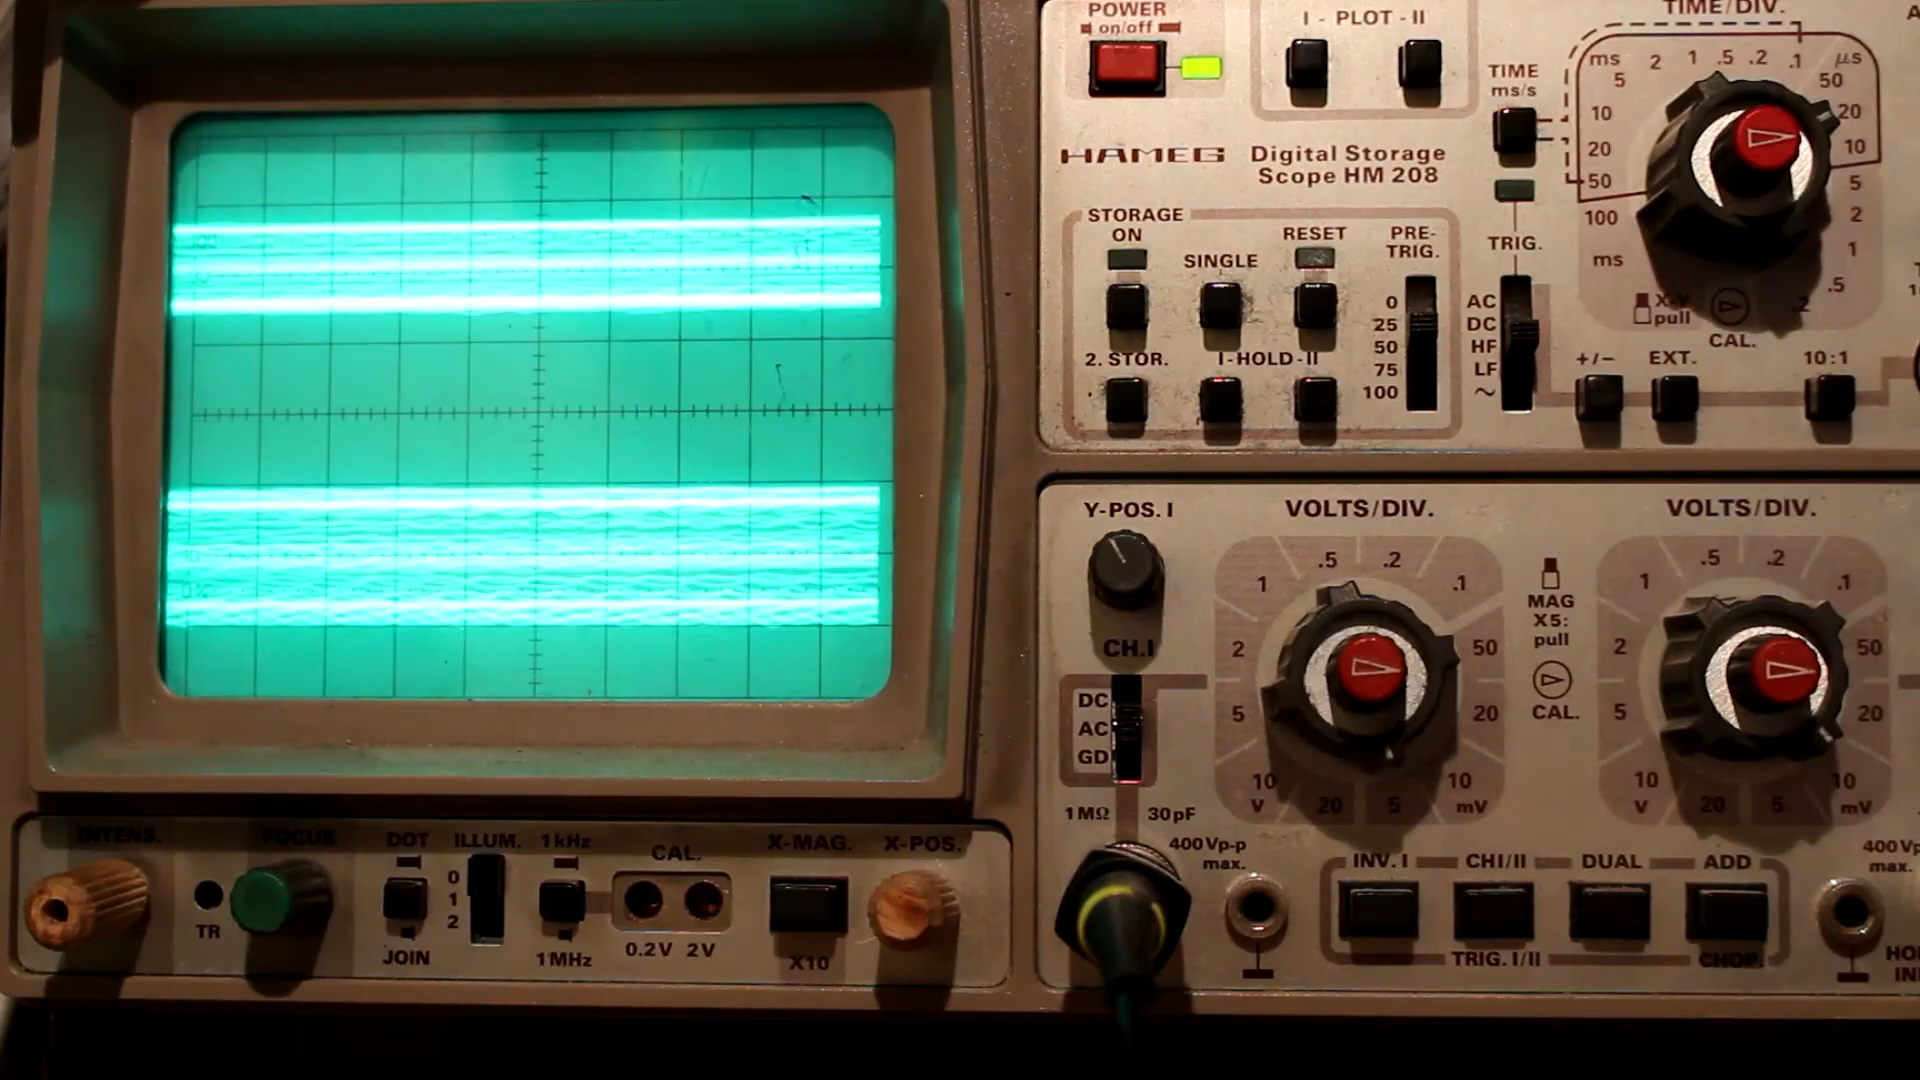 POWER
on/off
I - PLOT - II
TIME/DIV.
TIME
ms/s
ms
5
2
1
.5
.2
.1
μs
50
20
10
5
2
1
.5
.2
10
20
50
100
ms
HAMEG
Digital Storage
Scope HM 208
STORAGE
ON
SINGLE
RESET
PRE-
TRIG.
TRIG.
0
25
50
75
100
AC
DC
HF
LF
~
X-Y
pull
CAL.
2. STOR.
I-HOLD-II
+/−
EXT.
10:1
Y-POS. I
VOLTS/DIV.
VOLTS/DIV.
.5
.2
.1
50
20
10
mV
5
20
10
V
5
2
1
MAG
X5:
pull
CAL.
.5
.2
.1
50
20
10
mV
5
20
10
V
5
2
1
CH.I
DC
AC
GD
1MΩ
30pF
400Vp-p
max.
INV. I
CHI/II
DUAL
ADD
TRIG. I/II
CHOP.
400Vp
max.
HO
IN
INTENS.
TR
FOCUS
DOT
JOIN
ILLUM.
0
1
2
1kHz
1MHz
CAL.
0.2V
2V
X-MAG.
X10
X-POS.